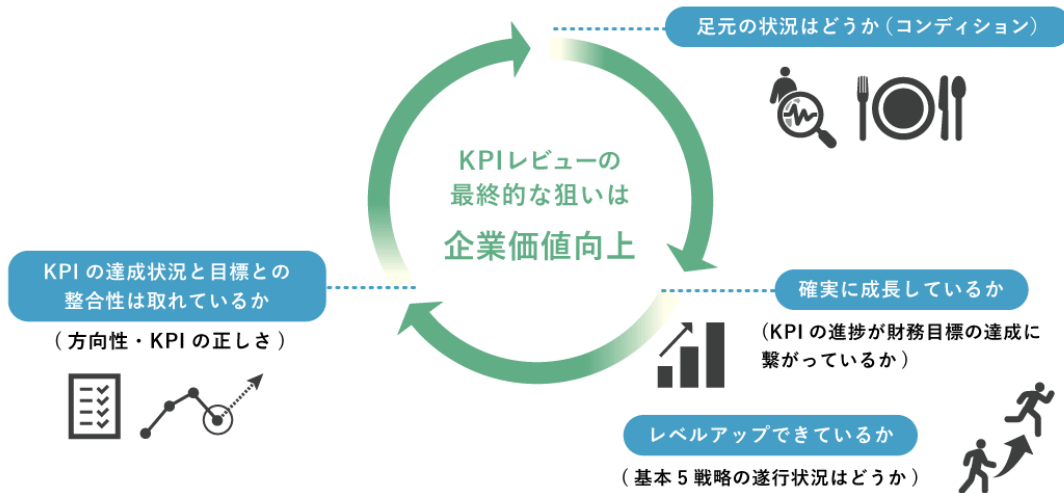 足元の状況はどうか(コンディション)
KPIレビューの
最終的な狙いは
企業価値向上
KPIの達成状況と目標との
整合性は取れているか
(方向性・KPIの正しさ)
確実に成長しているか
(KPIの進捗が財務目標の達成に
繋がっているか)
レベルアップできているか
(基本5戦略の遂行状況はどうか)